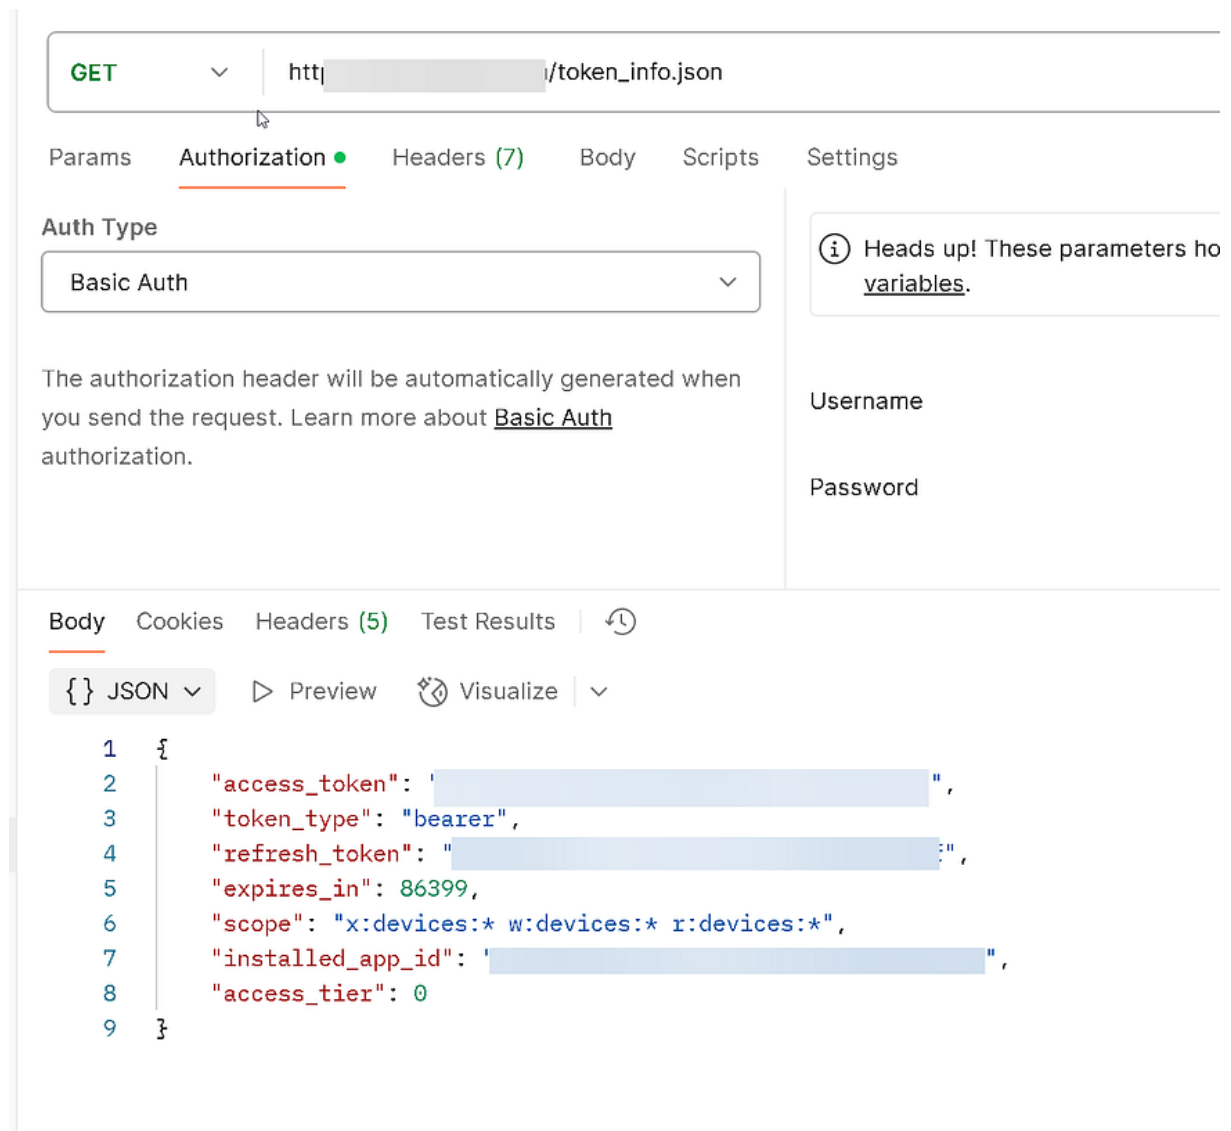 GET http /token_info.json
Params Authorization Headers (7) Body Scripts Settings
Auth Type
Basic Auth
The authorization header will be automatically generated when
you send the request. Learn more about Basic Auth
authorization.
Heads up! These parameters ho
variables.
Username
Password
Body Cookies Headers (5) Test Results
{} JSON Preview Visualize
1 {
2 "access_token": " ",
3 "token_type": "bearer",
4 "refresh_token": " ",
5 "expires_in": 86399,
6 "scope": "x:devices:* w:devices:* r:devices:*",
7 "installed_app_id": " ",
8 "access_tier": 0
9 }